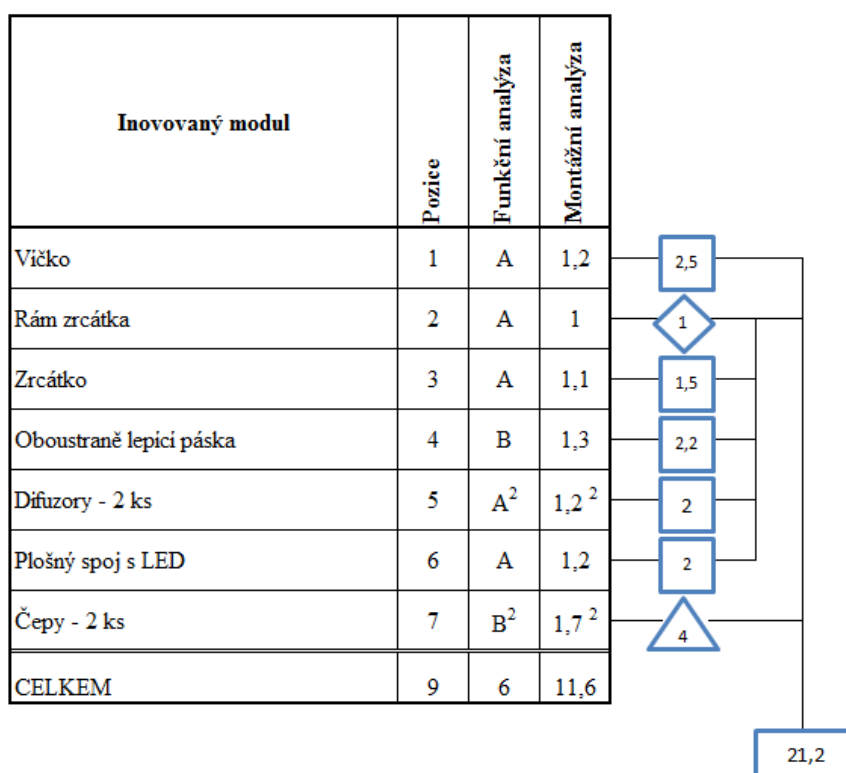 Inovovaný modul Pozice Funkční analýza Montážní analýza
Víčko 1 A 1,2 2,5
Rám zrcátka 2 A 1 1
Zrcátko 3 A 1,1 1,5
Oboustraně lepící páska 4 B 1,3 2,2
Difuzory - 2 ks 5 A² 1,2 ² 2
Plošný spoj s LED 6 A 1,2 2
Čepy - 2 ks 7 B² 1,7 ² 4
CELKEM 9 6 11,6
21,2